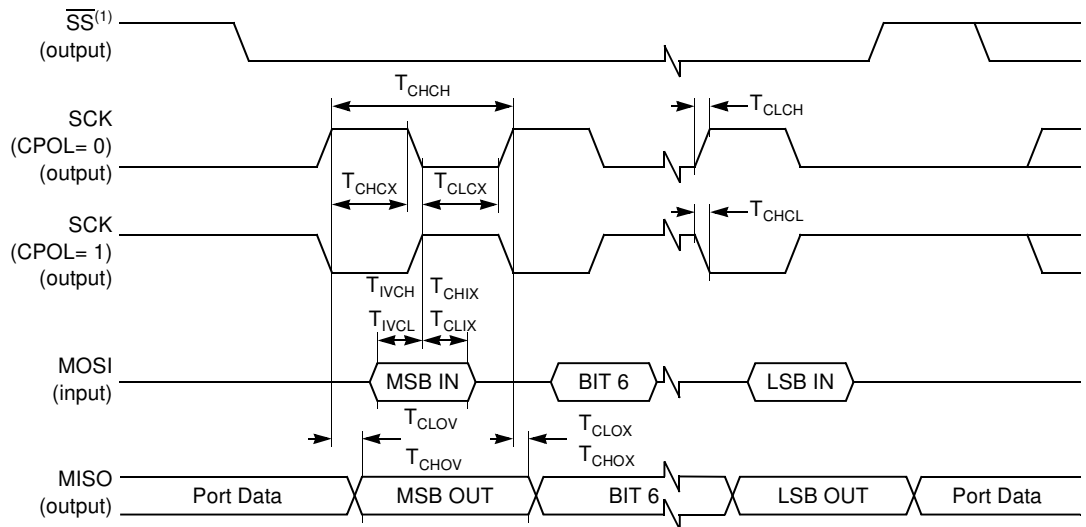 SS(1)
(output)
TCHCH
TCLCH
SCK
(CPOL= 0)
(output)
TCHCX
TCLCX
TCHCL
SCK
(CPOL= 1)
(output)
TIVCH
TCHIX
TIVCL
TCLIX
MOSI
(input)
MSB IN
BIT 6
LSB IN
TCLOV
TCLOX
TCHOV
TCHOX
MISO
(output)
Port Data
MSB OUT
BIT 6
LSB OUT
Port Data